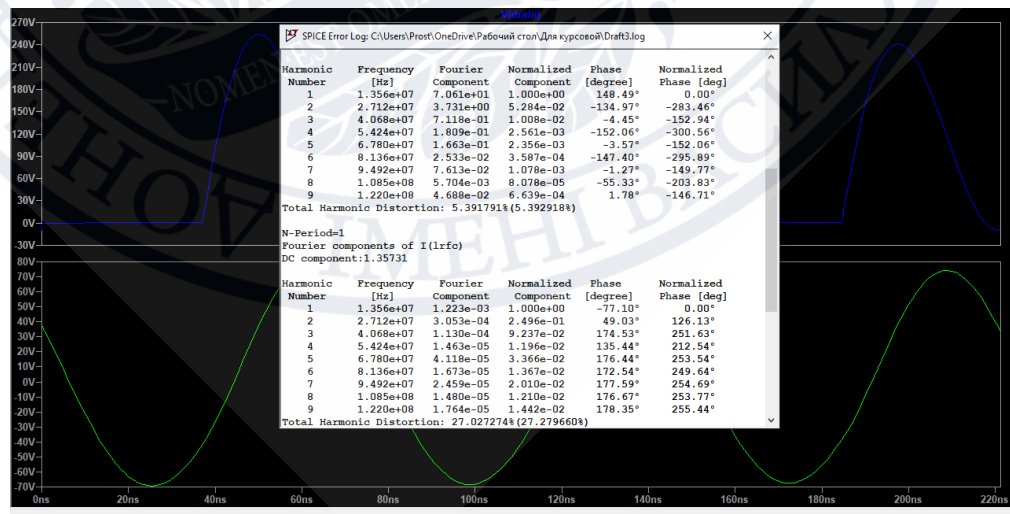 V(drain)
270V
240V
210V
180V
150V
120V
90V
60V
30V
0V
-30V
80V
70V
60V
50V
40V
30V
20V
10V
0V
-10V
-20V
-30V
-40V
-50V
-60V
-70V
0ns 20ns 40ns 60ns 80ns 100ns 120ns 140ns 160ns 180ns 200ns 220ns
SPICE Error Log: C:\Users\Prost\OneDrive\Рабочий стол\Для курсовой\Draft3.log
Harmonic Frequency Fourier Normalized Phase Normalized
Number [Hz] Component Component [degree] Phase [deg]
1 1.356e+07 7.061e+01 1.000e+00 148.49° 0.00°
2 2.712e+07 3.731e+00 5.284e-02 -134.97° -283.46°
3 4.068e+07 7.118e-01 1.008e-02 -4.45° -152.94°
4 5.424e+07 1.809e-01 2.561e-03 -152.06° -300.56°
5 6.780e+07 1.663e-01 2.356e-03 -3.57° -152.06°
6 8.136e+07 2.533e-02 3.587e-04 -147.40° -295.89°
7 9.492e+07 7.613e-02 1.078e-03 -1.27° -149.77°
8 1.085e+08 5.704e-03 8.078e-05 -55.33° -203.83°
9 1.220e+08 4.688e-02 6.639e-04 1.78° -146.71°
Total Harmonic Distortion: 5.391791%(5.392918%)
N-Period=1
Fourier components of I(lrfc)
DC component:1.35731
Harmonic Frequency Fourier Normalized Phase Normalized
Number [Hz] Component Component [degree] Phase [deg]
1 1.356e+07 1.223e-03 1.000e+00 -77.10° 0.00°
2 2.712e+07 3.053e-04 2.496e-01 49.03° 126.13°
3 4.068e+07 1.130e-04 9.237e-02 174.53° 251.63°
4 5.424e+07 1.463e-05 1.196e-02 135.44° 212.54°
5 6.780e+07 4.118e-05 3.366e-02 176.44° 253.54°
6 8.136e+07 1.673e-05 1.367e-02 172.54° 249.64°
7 9.492e+07 2.459e-05 2.010e-02 177.59° 254.69°
8 1.085e+08 1.480e-05 1.210e-02 176.67° 253.77°
9 1.220e+08 1.764e-05 1.442e-02 178.35° 255.44°
Total Harmonic Distortion: 27.027274%(27.279660%)